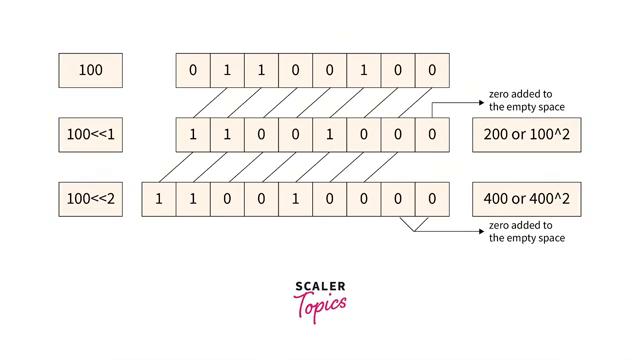 100
0 1 1 0 0 1 0 0
zero added to
the empty space
100<<1
1 1 0 0 1 0 0 0
200 or 100^2
100<<2
1 1 0 0 1 0 0 0 0
400 or 400^2
zero added to
the empty space
SCALER
Topics